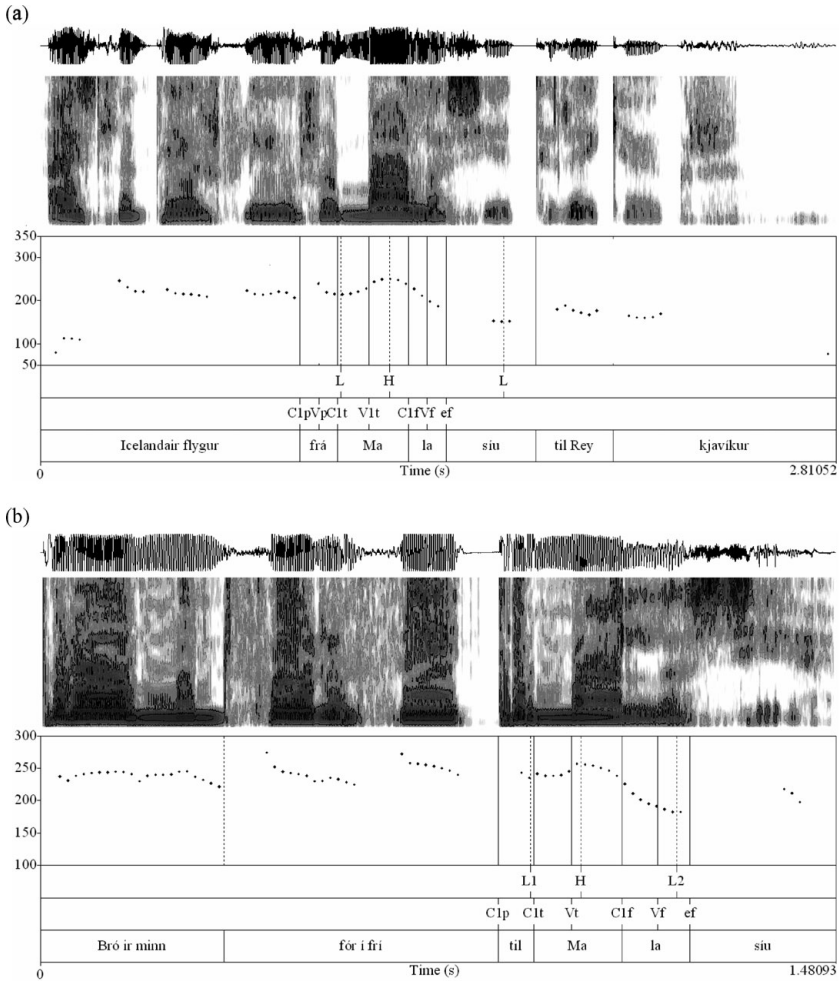 (a)
350
300
200
100
50
L H L
C1p Vp C1t V1t C1f Vf ef
Icelandair flygur frá Ma la síu til Rey kjavíkur
0 Time (s) 2.81052
(b)
300
250
200
150
100
L1 H L2
C1p C1t Vt C1f Vf ef
Bró ir minn fór í frí til Ma la síu
0 Time (s) 1.48093